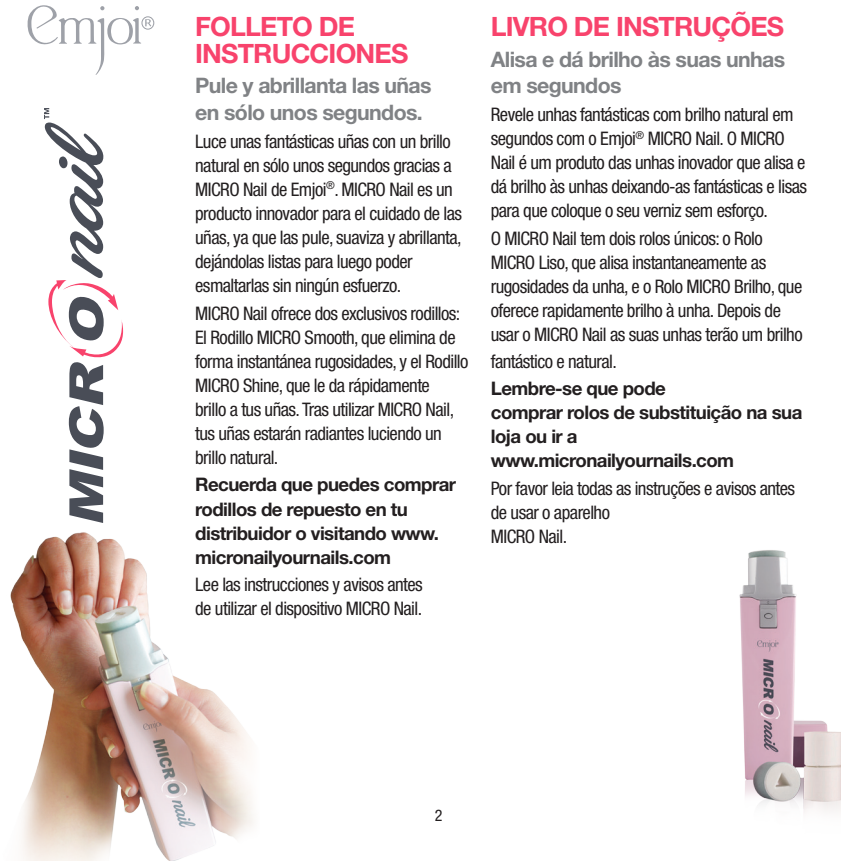 emjoi®
MICRO nail™
FOLLETO DE
INSTRUCCIONES
Pule y abrillanta las uñas
en sólo unos segundos.
Luce unas fantásticas uñas con un brillo
natural en sólo unos segundos gracias a
MICRO Nail de Emjoi®. MICRO Nail es un
producto innovador para el cuidado de las
uñas, ya que las pule, suaviza y abrillanta,
dejándolas listas para luego poder
esmaltarlas sin ningún esfuerzo.
MICRO Nail ofrece dos exclusivos rodillos:
El Rodillo MICRO Smooth, que elimina de
forma instantánea rugosidades, y el Rodillo
MICRO Shine, que le da rápidamente
brillo a tus uñas. Tras utilizar MICRO Nail,
tus uñas estarán radiantes luciendo un
brillo natural.
Recuerda que puedes comprar
rodillos de repuesto en tu
distribuidor o visitando www.
micronailyournails.com
Lee las instrucciones y avisos antes
de utilizar el dispositivo MICRO Nail.
emjoi
MICRO nail
LIVRO DE INSTRUÇÕES
Alisa e dá brilho às suas unhas
em segundos
Revele unhas fantásticas com brilho natural em
segundos com o Emjoi® MICRO Nail. O MICRO
Nail é um produto das unhas inovador que alisa e
dá brilho às unhas deixando-as fantásticas e lisas
para que coloque o seu verniz sem esforço.
O MICRO Nail tem dois rolos únicos: o Rolo
MICRO Liso, que alisa instantaneamente as
rugosidades da unha, e o Rolo MICRO Brilho, que
oferece rapidamente brilho à unha. Depois de
usar o MICRO Nail as suas unhas terão um brilho
fantástico e natural.
Lembre-se que pode
comprar rolos de substituição na sua
loja ou ir a
www.micronailyournails.com
Por favor leia todas as instruções e avisos antes
de usar o aparelho
MICRO Nail.
emjoi
MICRO nail
2